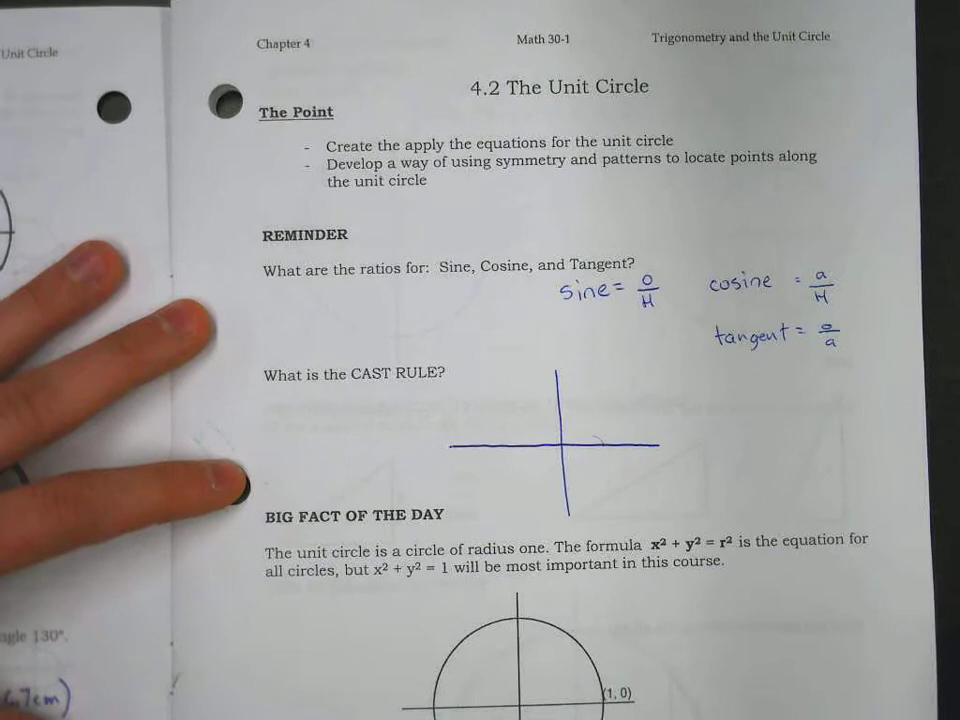 Unit Circle
Chapter 4 Math 30-1 Trigonometry and the Unit Circle
4.2 The Unit Circle
The Point
- Create the apply the equations for the unit circle
- Develop a way of using symmetry and patterns to locate points along
the unit circle
REMINDER
What are the ratios for: Sine, Cosine, and Tangent?
sine = O/H cosine = a/H
tangent = o/a
What is the CAST RULE?
BIG FACT OF THE DAY
The unit circle is a circle of radius one. The formula x² + y² = r² is the equation for
all circles, but x² + y² = 1 will be most important in this course.
(1, 0)
130°.
7cm)